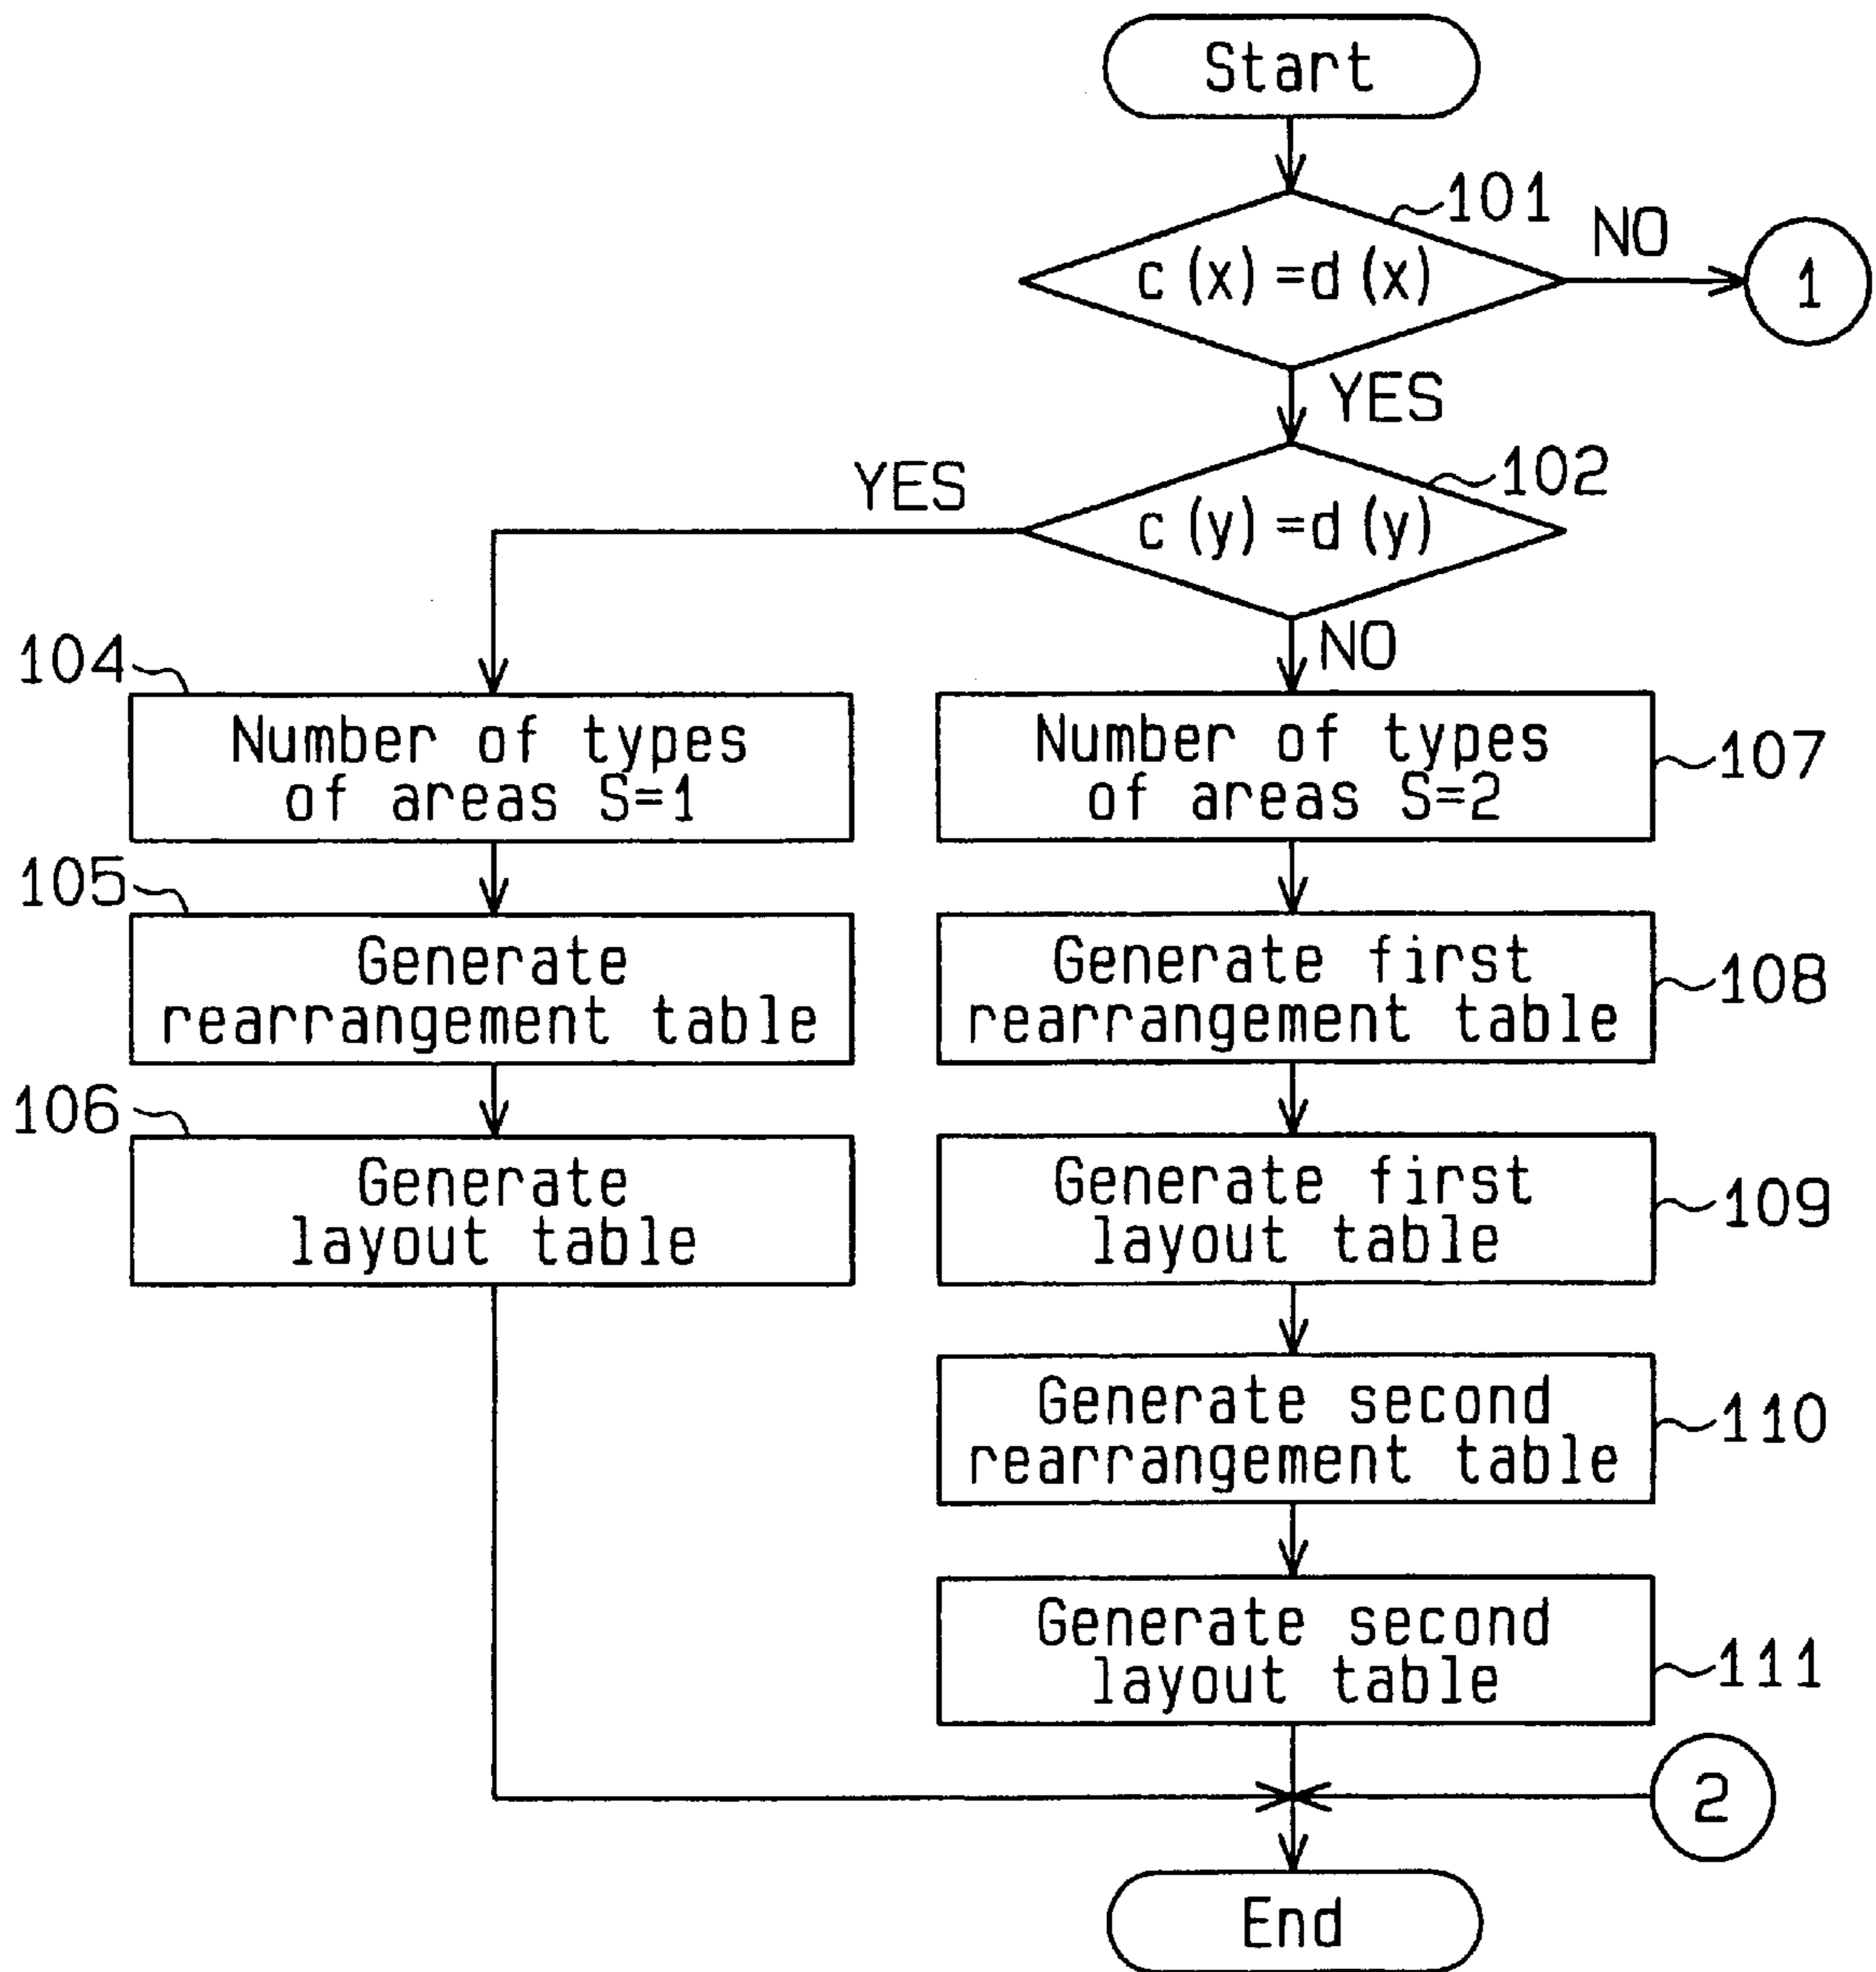 Start
101
c (x) =d (x)
NO
1
YES
102
c (y) =d (y)
YES
NO
104
Number of types
of areas S=1
105
Generate
rearrangement table
106
Generate
layout table
Number of types
of areas S=2
107
Generate first
rearrangement table
108
Generate first
layout table
109
Generate second
rearrangement table
110
Generate second
layout table
111
2
End